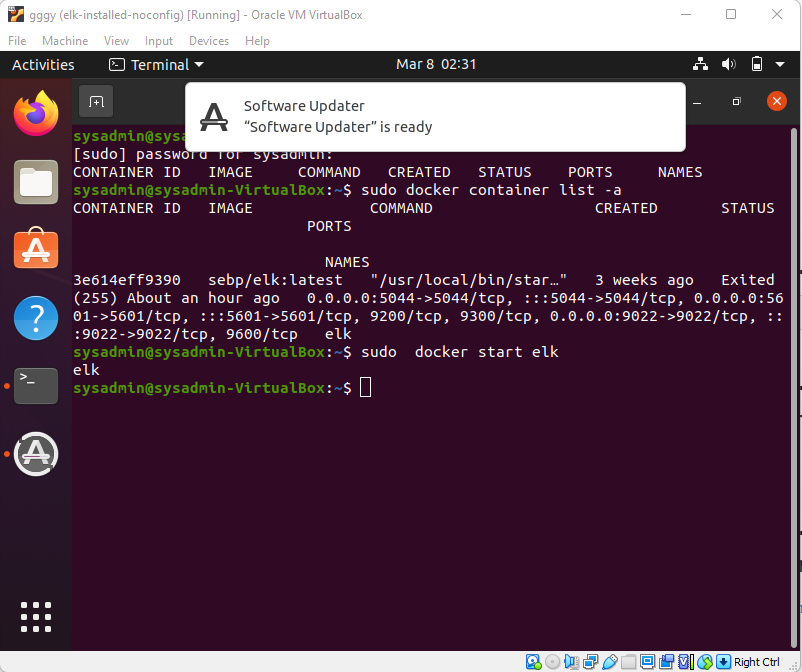 gggy (elk-installed-noconfig) [Running] - Oracle VM VirtualBox
File Machine View Input Devices Help
Activities Terminal Mar 8 02:31
Software Updater
“Software Updater” is ready
sysadmin@sysa
[sudo] password for sysadmin:
CONTAINER ID IMAGE COMMAND CREATED STATUS PORTS NAMES
sysadmin@sysadmin-VirtualBox:~$ sudo docker container list -a
CONTAINER ID IMAGE COMMAND CREATED STATUS
PORTS
NAMES
3e614eff9390 sebp/elk:latest "/usr/local/bin/star…" 3 weeks ago Exited
(255) About an hour ago 0.0.0.0:5044->5044/tcp, :::5044->5044/tcp, 0.0.0.0:56
01->5601/tcp, :::5601->5601/tcp, 9200/tcp, 9300/tcp, 0.0.0.0:9022->9022/tcp, ::
:9022->9022/tcp, 9600/tcp elk
sysadmin@sysadmin-VirtualBox:~$ sudo docker start elk
elk
sysadmin@sysadmin-VirtualBox:~$
Right Ctrl